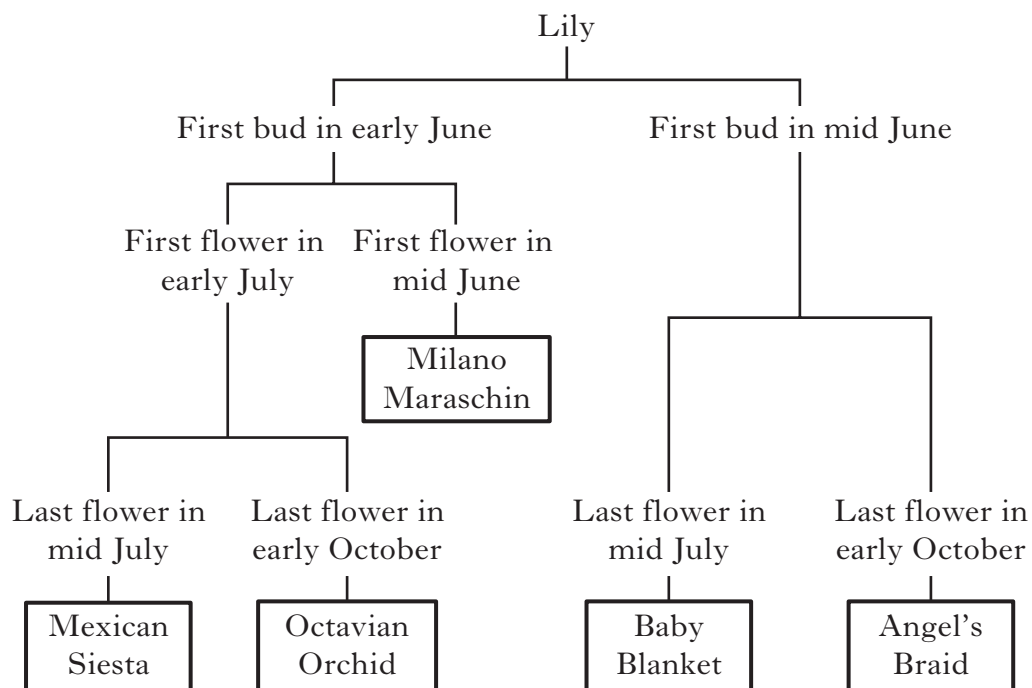 Lily
First bud in early June
First bud in mid June
First flower in
early July
First flower in
mid June
Milano
Maraschin
Last flower in
mid July
Last flower in
early October
Last flower in
mid July
Last flower in
early October
Mexican
Siesta
Octavian
Orchid
Baby
Blanket
Angel's
Braid